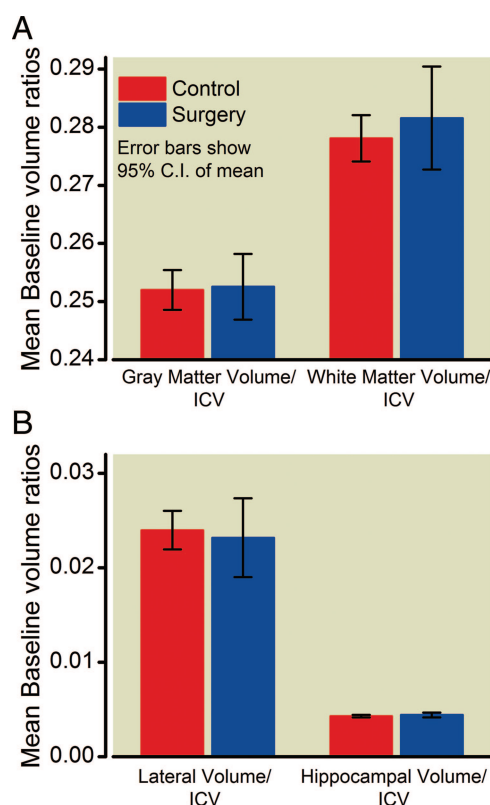 A
Mean Baseline volume ratios
0.29
0.28
0.27
0.26
0.25
0.24
Control
Surgery
Error bars show
95% C.I. of mean
Gray Matter Volume/
ICV
White Matter Volume/
ICV
B
Mean Baseline volume ratios
0.03
0.02
0.01
0.00
Lateral Volume/
ICV
Hippocampal Volume/
ICV